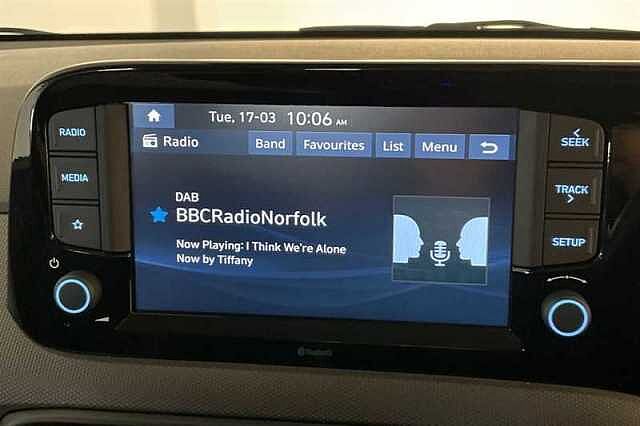 Tue, 17-03 10:06 AM
Radio Band Favourites List Menu
RADIO
MEDIA
DAB
BBCRadioNorfolk
Now Playing: I Think We're Alone
Now by Tiffany
SEEK
TRACK
SETUP
Bluetooth